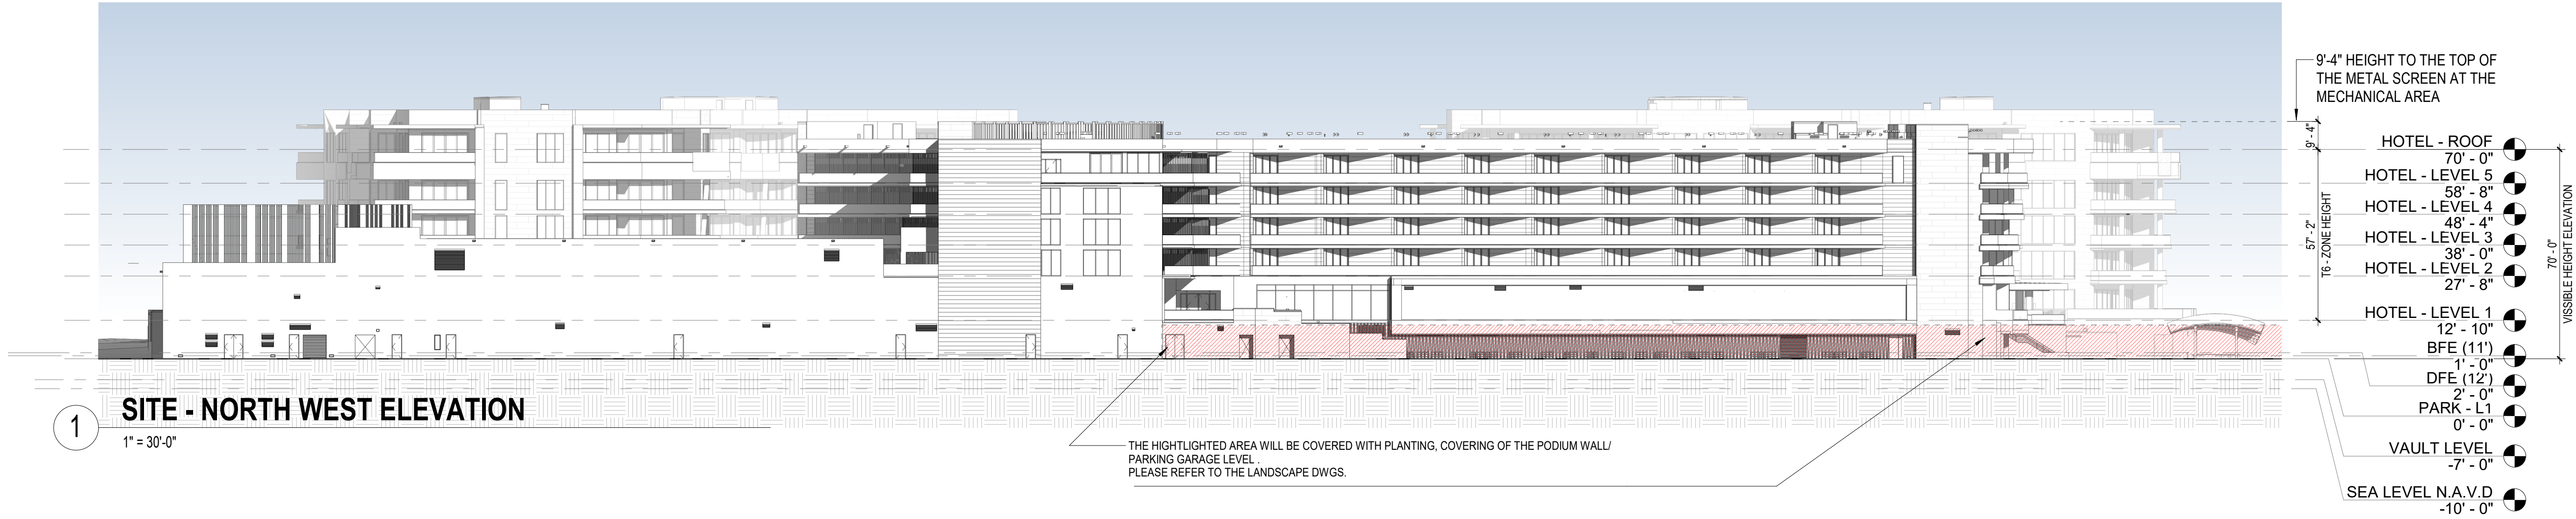 9'-4" HEIGHT TO THE TOP OF
THE METAL SCREEN AT THE
MECHANICAL AREA
9' - 4"
HOTEL - ROOF
70' - 0"
HOTEL - LEVEL 5
58' - 8"
HOTEL - LEVEL 4
48' - 4"
HOTEL - LEVEL 3
38' - 0"
HOTEL - LEVEL 2
27' - 8"
HOTEL - LEVEL 1
12' - 10"
BFE (11')
1' - 0"
DFE (12')
2' - 0"
PARK - L1
0' - 0"
VAULT LEVEL
-7' - 0"
SEA LEVEL N.A.V.D
-10' - 0"
57' - 2"
T6 - ZONE HEIGHT
70' - 0"
VISSIBLE HEIGHT ELEVATION
1
SITE - NORTH WEST ELEVATION
1" = 30'-0"
THE HIGHTLIGHTED AREA WILL BE COVERED WITH PLANTING, COVERING OF THE PODIUM WALL/
PARKING GARAGE LEVEL .
PLEASE REFER TO THE LANDSCAPE DWGS.